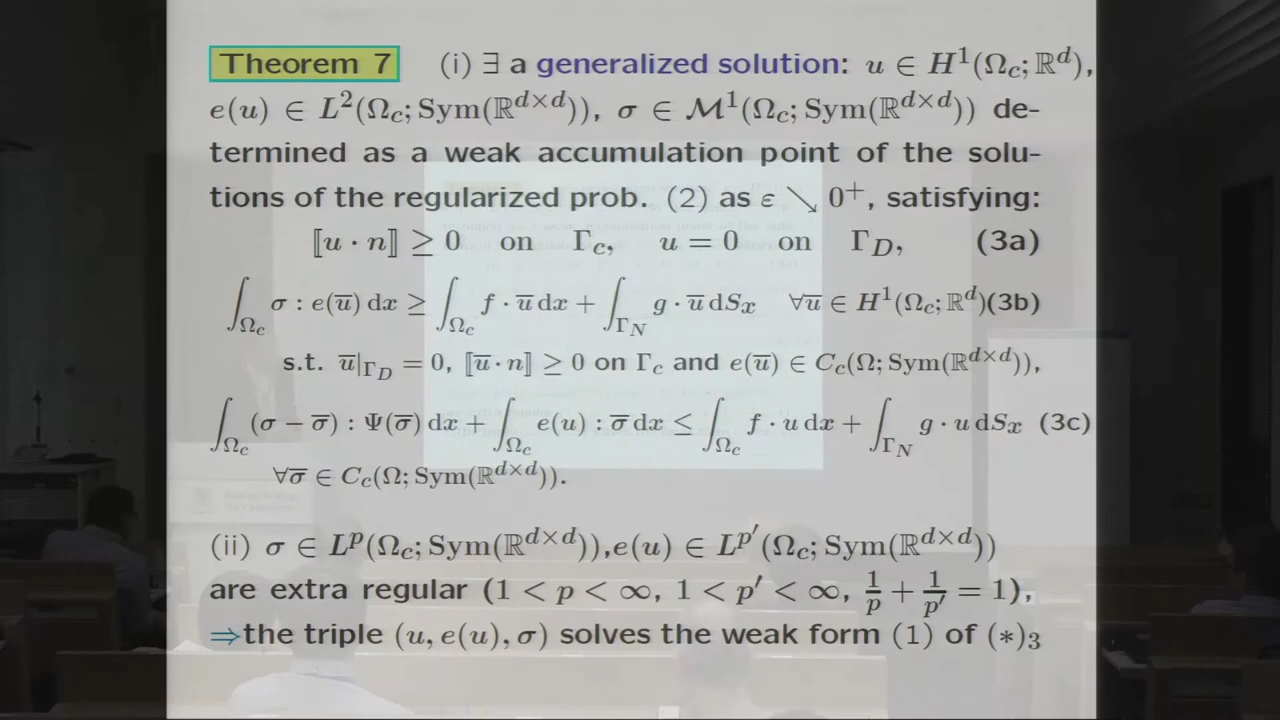 Theorem 7 (i) ∃ a generalized solution: u ∈ H¹(Ω_c; ℝ^d),
e(u) ∈ L²(Ω_c; Sym(ℝ^{d×d})), σ ∈ ℳ¹(Ω_c; Sym(ℝ^{d×d})) de-
termined as a weak accumulation point of the solu-
tions of the regularized prob. (2) as ε ↘ 0⁺, satisfying:
⟦u · n⟧ ≥ 0 on Γ_c, u = 0 on Γ_D, (3a)
∫_{Ω_c} σ : e(u̅) dx ≥ ∫_{Ω_c} f · u̅ dx + ∫_{Γ_N} g · u̅ dS_x ∀u̅ ∈ H¹(Ω_c; ℝ^d)(3b)
s.t. u̅|_{Γ_D} = 0, ⟦u̅ · n⟧ ≥ 0 on Γ_c and e(u̅) ∈ C_c(Ω; Sym(ℝ^{d×d})),
∫_{Ω_c} (σ − σ̅) : Ψ(σ̅) dx + ∫_{Ω_c} e(u) : σ̅ dx ≤ ∫_{Ω_c} f · u dx + ∫_{Γ_N} g · u dS_x (3c)
∀σ̅ ∈ C_c(Ω; Sym(ℝ^{d×d})).
(ii) σ ∈ L^p(Ω_c; Sym(ℝ^{d×d})),e(u) ∈ L^{p′}(Ω_c; Sym(ℝ^{d×d}))
are extra regular (1 < p < ∞, 1 < p′ < ∞, 1/p + 1/p′ = 1),
⇒the triple (u, e(u), σ) solves the weak form (1) of (∗)₃